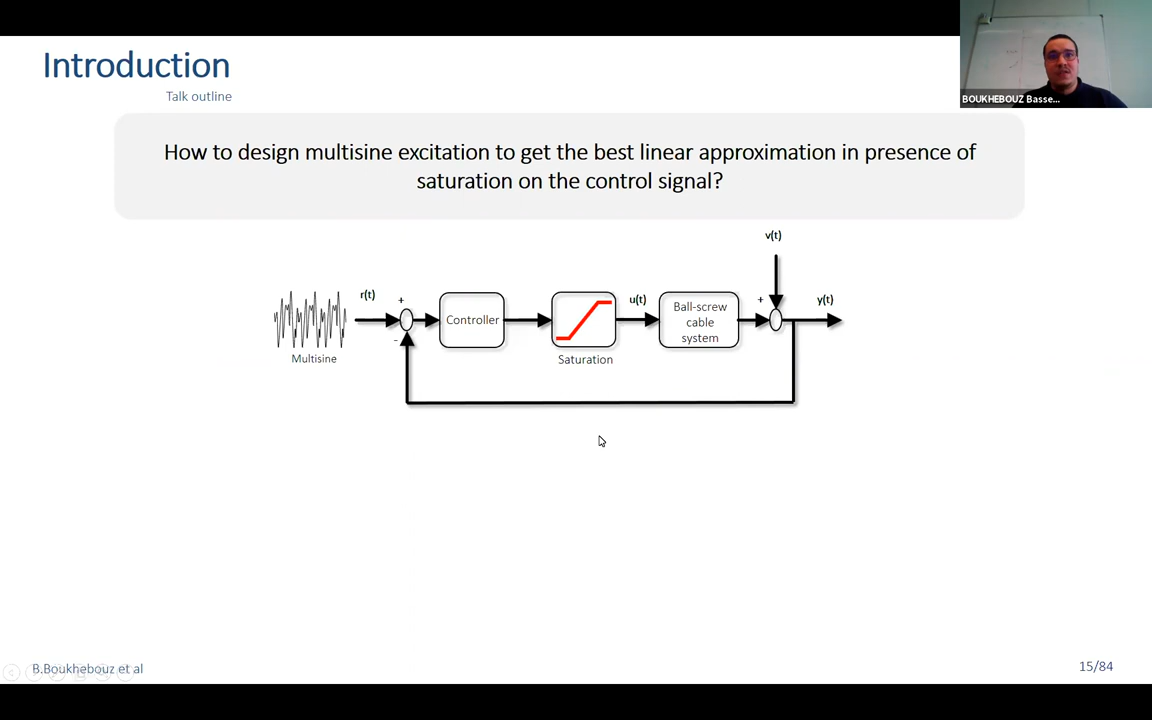 Introduction
Talk outline
BOUKHEBOUZ Basse...
How to design multisine excitation to get the best linear approximation in presence of
saturation on the control signal?
v(t)
r(t)
+
-
Controller
u(t)
Ball-screw
cable
system
+
y(t)
Multisine
Saturation
B.Boukhebouz et al
15/84